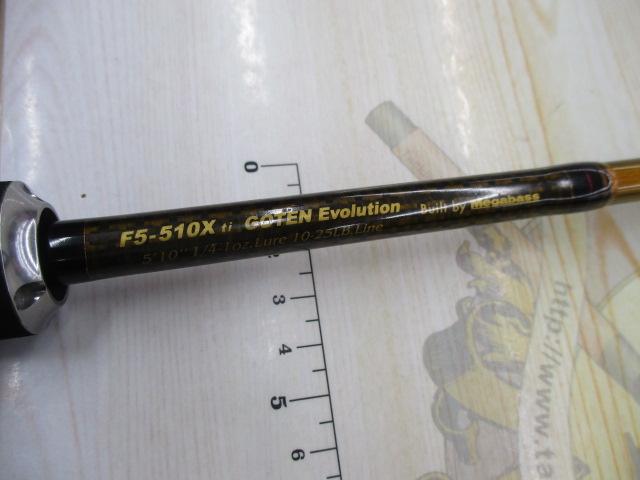 F5-510X ti GOTEN Evolution Built by Megabass
5'10" 1/4-1oz.Lure 10-25LB.Line
0
2
3
4
5
6
http://www.ta